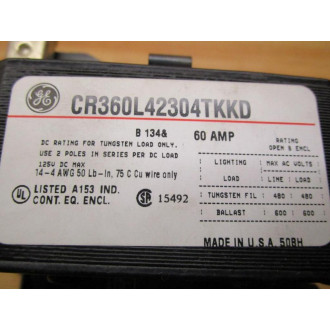 GE
CR360L42304TKKD
B 134& 60 AMP
DC RATING FOR TUNGSTEN LOAD ONLY.
USE 2 POLES IN SERIES PER DC LOAD
125V DC MAX
14-4 AWG 50 Lb-In. 75 C Cu wire only
UL LISTED A153 IND.
CONT. EQ. ENCL.
SA 15492
RATING
OPEN & ENCL
LIGHTING MAX AC VOLTS
LOAD LINE LOAD
TUNGSTEN FIL 480 480
BALLAST 600 600
MADE IN U.S.A. 50BH